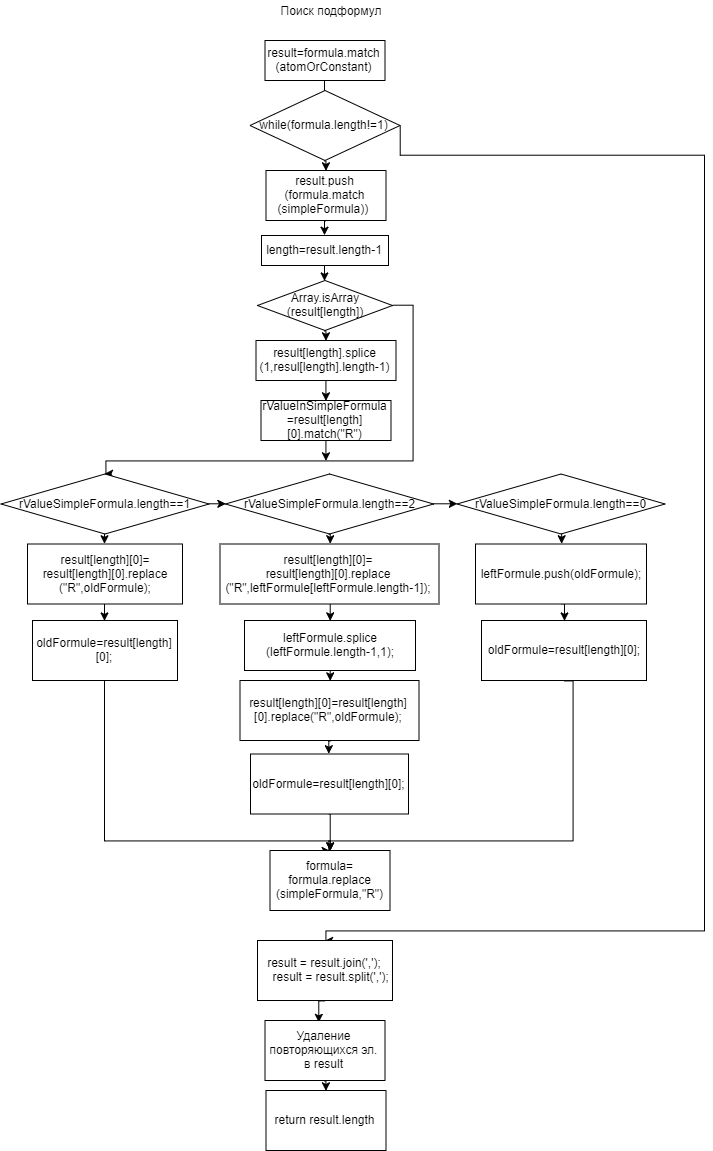 Поиск подформул
result=formula.match
(atomOrConstant)
while(formula.length!=1)
result.push
(formula.match
(simpleFormula))
length=result.length-1
Array.isArray
(result[length])
result[length].splice
(1,resul[length].length-1)
rValueInSimpleFormula
=result[length]
[0].match("R")
rValueSimpleFormula.length==1
rValueSimpleFormula.length==2
rValueSimpleFormula.length==0
result[length][0]=
result[length][0].replace
("R",oldFormule);
result[length][0]=
result[length][0].replace
("R",leftFormule[leftFormule.length-1]);
leftFormule.push(oldFormule);
oldFormule=result[length]
[0];
leftFormule.splice
(leftFormule.length-1,1);
oldFormule=result[length][0];
result[length][0]=result[length]
[0].replace("R",oldFormule);
oldFormule=result[length][0];
formula=
formula.replace
(simpleFormula,"R")
result = result.join(',');
result = result.split(',');
Удаление
повторяющихся эл.
в result
return result.length